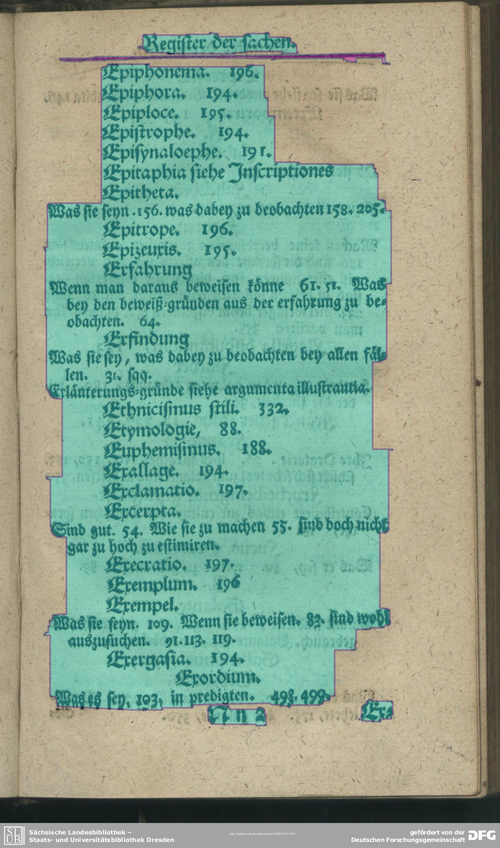 Register der sachen.
Epiphonema. 196.
Epiphora. 194.
Epiploce. 195.
Epistrophe. 194.
Episynaloephe. 191.
Epitaphia siehe Inscriptiones
Epitheta.
Was sie seyn. 156. was dabey zu beobachten 158. 205.
Epitrope. 196.
Epizeuxis. 195.
Erfahrung
Wenn man daraus beweisen könne 61. 51. Was
bey den beweiß-gründen aus der erfahrung zu be-
obachten. 64.
Erfindung
Was sie sey, was dabey zu beobachten bey allen fäl-
len. 31. sqq.
Erläuterungs-gründe siehe argumenta illustrantia.
Ethnicismus stili. 332.
Etymologie, 88.
Euphemismus. 188.
Exallage. 194.
Exclamatio. 197.
Excerpta.
Sind gut. 54. Wie sie zu machen 55. sind doch nicht
gar zu hoch zu estimiren.
Execratio. 197.
Exemplum. 196
Exempel.
Was sie seyn. 109. Wenn sie beweisen. 82. sind wohl
auszusuchen. 91. 113. 119.
Exergasia. 194.
Exordium.
Was es sey, 103, in predigten. 498. 499.
N n 2
Ex-
SLUB
Sächsische Landesbibliothek –
Staats- und Universitätsbibliothek Dresden
gefördert von der
Deutschen Forschungsgemeinschaft
DFG